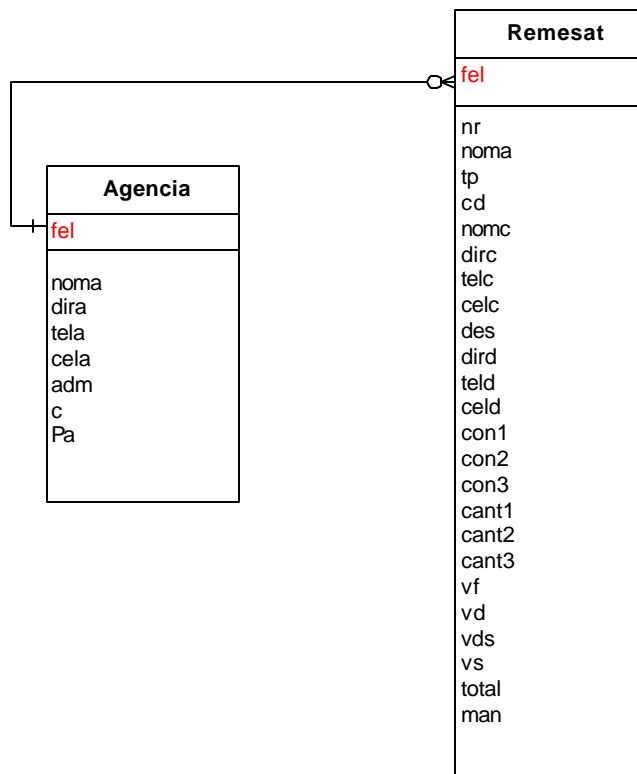 Remesat
fel
nr
noma
tp
cd
nomc
dirc
telc
celc
des
dird
teld
celd
con1
con2
con3
cant1
cant2
cant3
vf
vd
vds
vs
total
man
Agencia
fel
noma
dira
tela
cela
adm
c
Pa